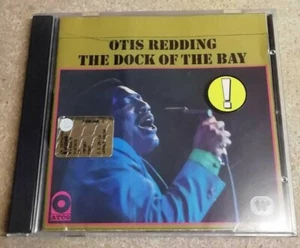 OTIS REDDING
THE DOCK OF THE BAY
!
ATCO